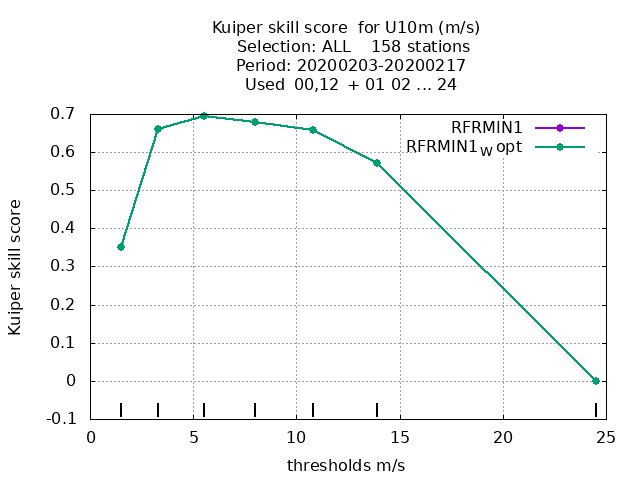 Kuiper skill score for U10m (m/s)
Selection: ALL 158 stations
Period: 20200203-20200217
Used 00,12 + 01 02 ... 24
RFRMIN1
RFRMIN1W opt
Kuiper skill score
0.7
0.6
0.5
0.4
0.3
0.2
0.1
0
-0.1
0 5 10 15 20 25
thresholds m/s